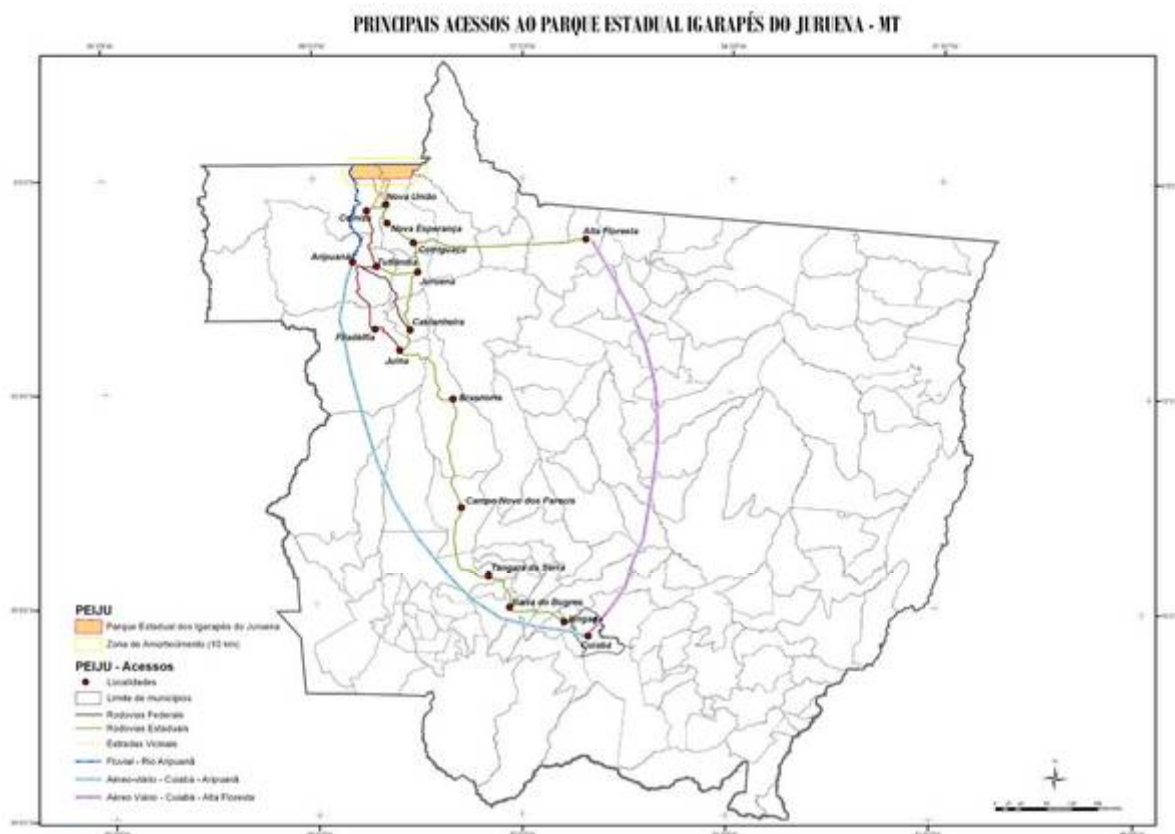 PRINCIPAIS ACESSOS AO PARQUE ESTADUAL IGARAPÉS DO JURUENA - MT
Nova União
Colniza
Nova Esperança
Cotriguaçu
Alta Floresta
Aripuanã
Tutilândia
Juruena
Castanheira
Filadélfia
Juína
Brasnorte
Campo Novo dos Parecis
Tangará da Serra
Barra do Bugres
Jangada
Cuiabá
PEIJU
Parque Estadual dos Igarapés do Juruena
Zona de Amortecimento (10 km)
PEIJU - Acessos
Localidades
Limite de municípios
Rodovias Federais
Rodovias Estaduais
Estradas Vicinais
Fluvial - Rio Aripuanã
Aéreo-viário - Cuiabá - Aripuanã
Aéreo Viário - Cuiabá - Alta Floresta